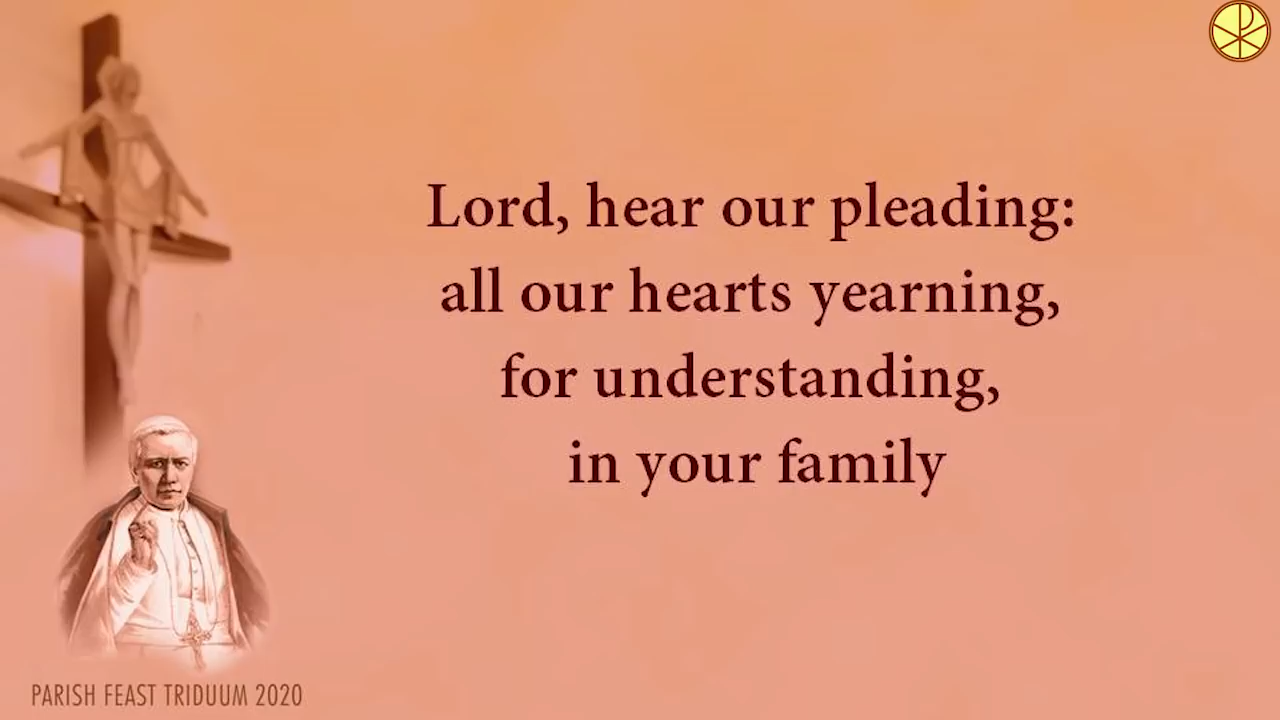 Lord, hear our pleading:
all our hearts yearning,
for understanding,
in your family
PARISH FEAST TRIDUUM 2020